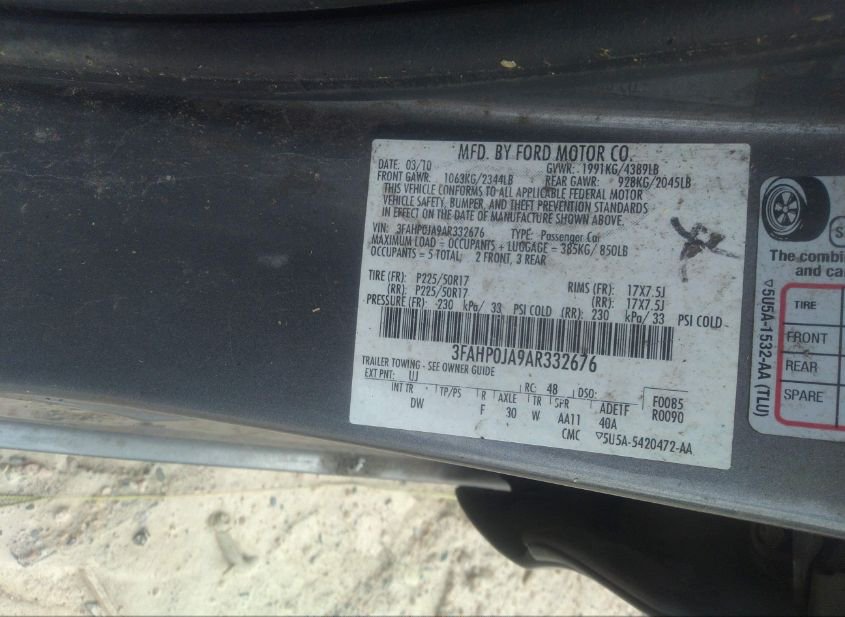 MFD. BY FORD MOTOR CO.
DATE: 03/10 GVWR: 1991KG/4389LB
FRONT GAWR: 1063KG/2344LB REAR GAWR: 928KG/2045LB
THIS VEHICLE CONFORMS TO ALL APPLICABLE FEDERAL MOTOR
VEHICLE SAFETY, BUMPER, AND THEFT PREVENTION STANDARDS
IN EFFECT ON THE DATE OF MANUFACTURE SHOWN ABOVE.
VIN: 3FAHP0JA9AR332676 TYPE: Passenger Car
MAXIMUM LOAD = OCCUPANTS + LUGGAGE = 385KG/ 850LB
OCCUPANTS = 5 TOTAL, 2 FRONT, 3 REAR
TIRE (FR): P225/50R17 RIMS (FR): 17X7.5J
(RR): P225/50R17 (RR): 17X7.5J
PRESSURE (FR): 230 kPa/ 33 PSI COLD (RR): 230 kPa/ 33 PSI COLD
3FAHP0JA9AR332676
TRAILER TOWING - SEE OWNER GUIDE
EXT PNT: UJ RC: 48 DSO: F00B5
INT TR TP/PS R AXLE TR SPR ADETF R0090
DW F 30 W AA11 40A
CMC ▽5U5A-5420472-AA
The combi
and ca
TIRE
FRONT
REAR
SPARE
▽5U5A-1532-AA (TLU)